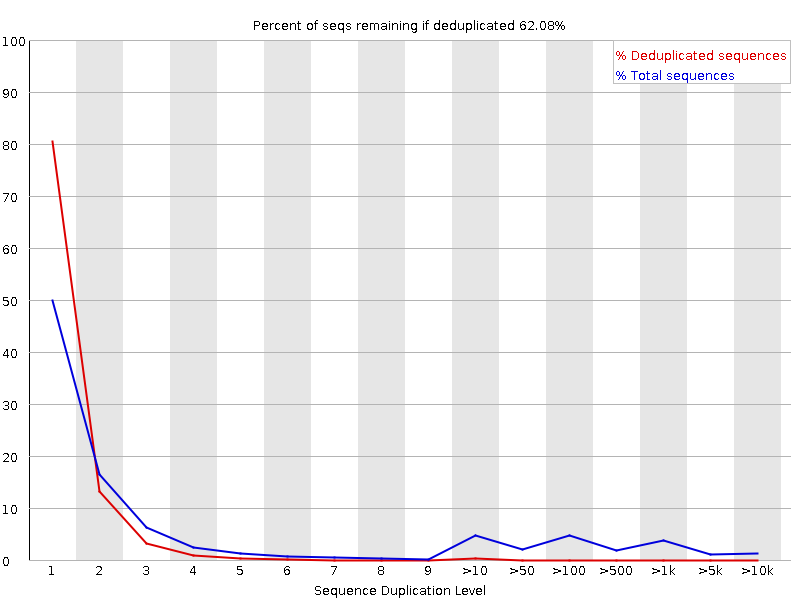 Percent of seqs remaining if deduplicated 62.08%
% Deduplicated sequences
% Total sequences
100
90
80
70
60
50
40
30
20
10
0
1 2 3 4 5 6 7 8 9 >10 >50 >100 >500 >1k >5k >10k
Sequence Duplication Level